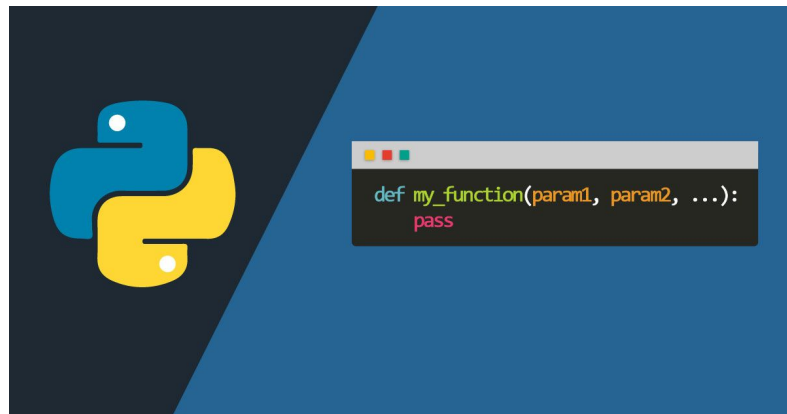 def my_function(param1, param2, ...):
pass